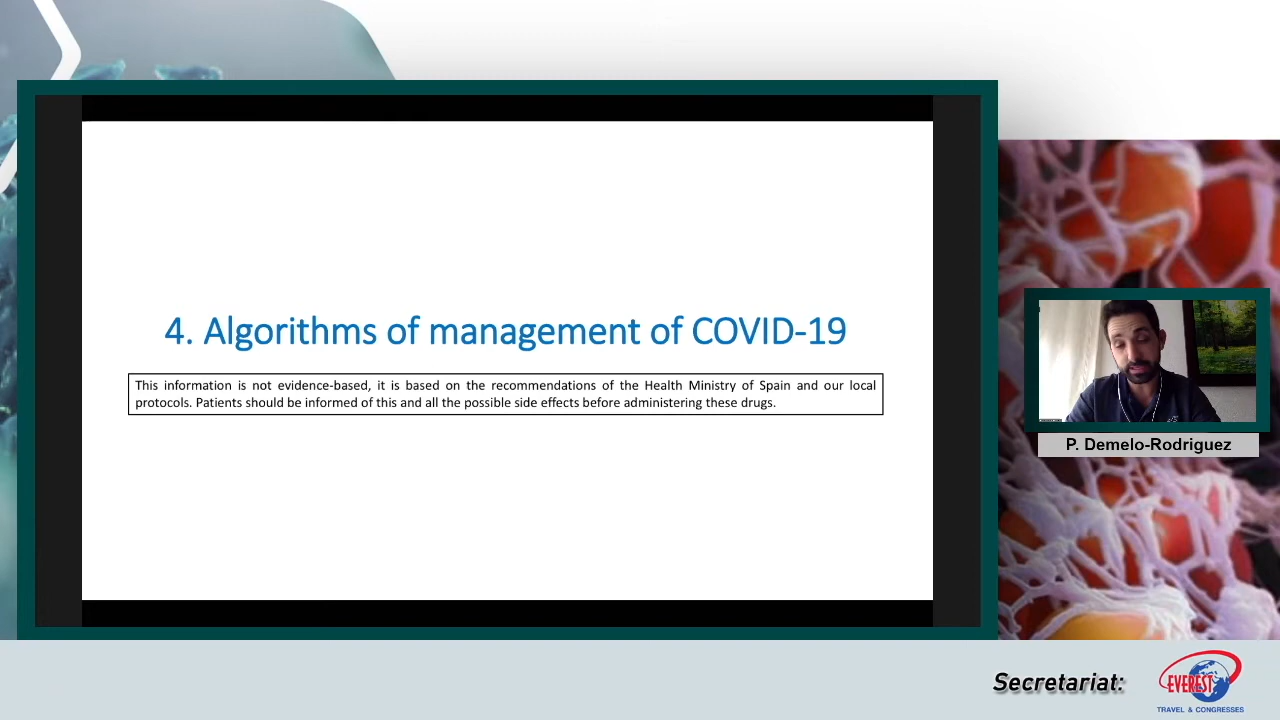 4. Algorithms of management of COVID-19
This information is not evidence-based, it is based on the recommendations of the Health Ministry of Spain and our local
protocols. Patients should be informed of this and all the possible side effects before administering these drugs.
P. Demelo-Rodriguez
Secretariat:
EVEREST
TRAVEL & CONGRESSES